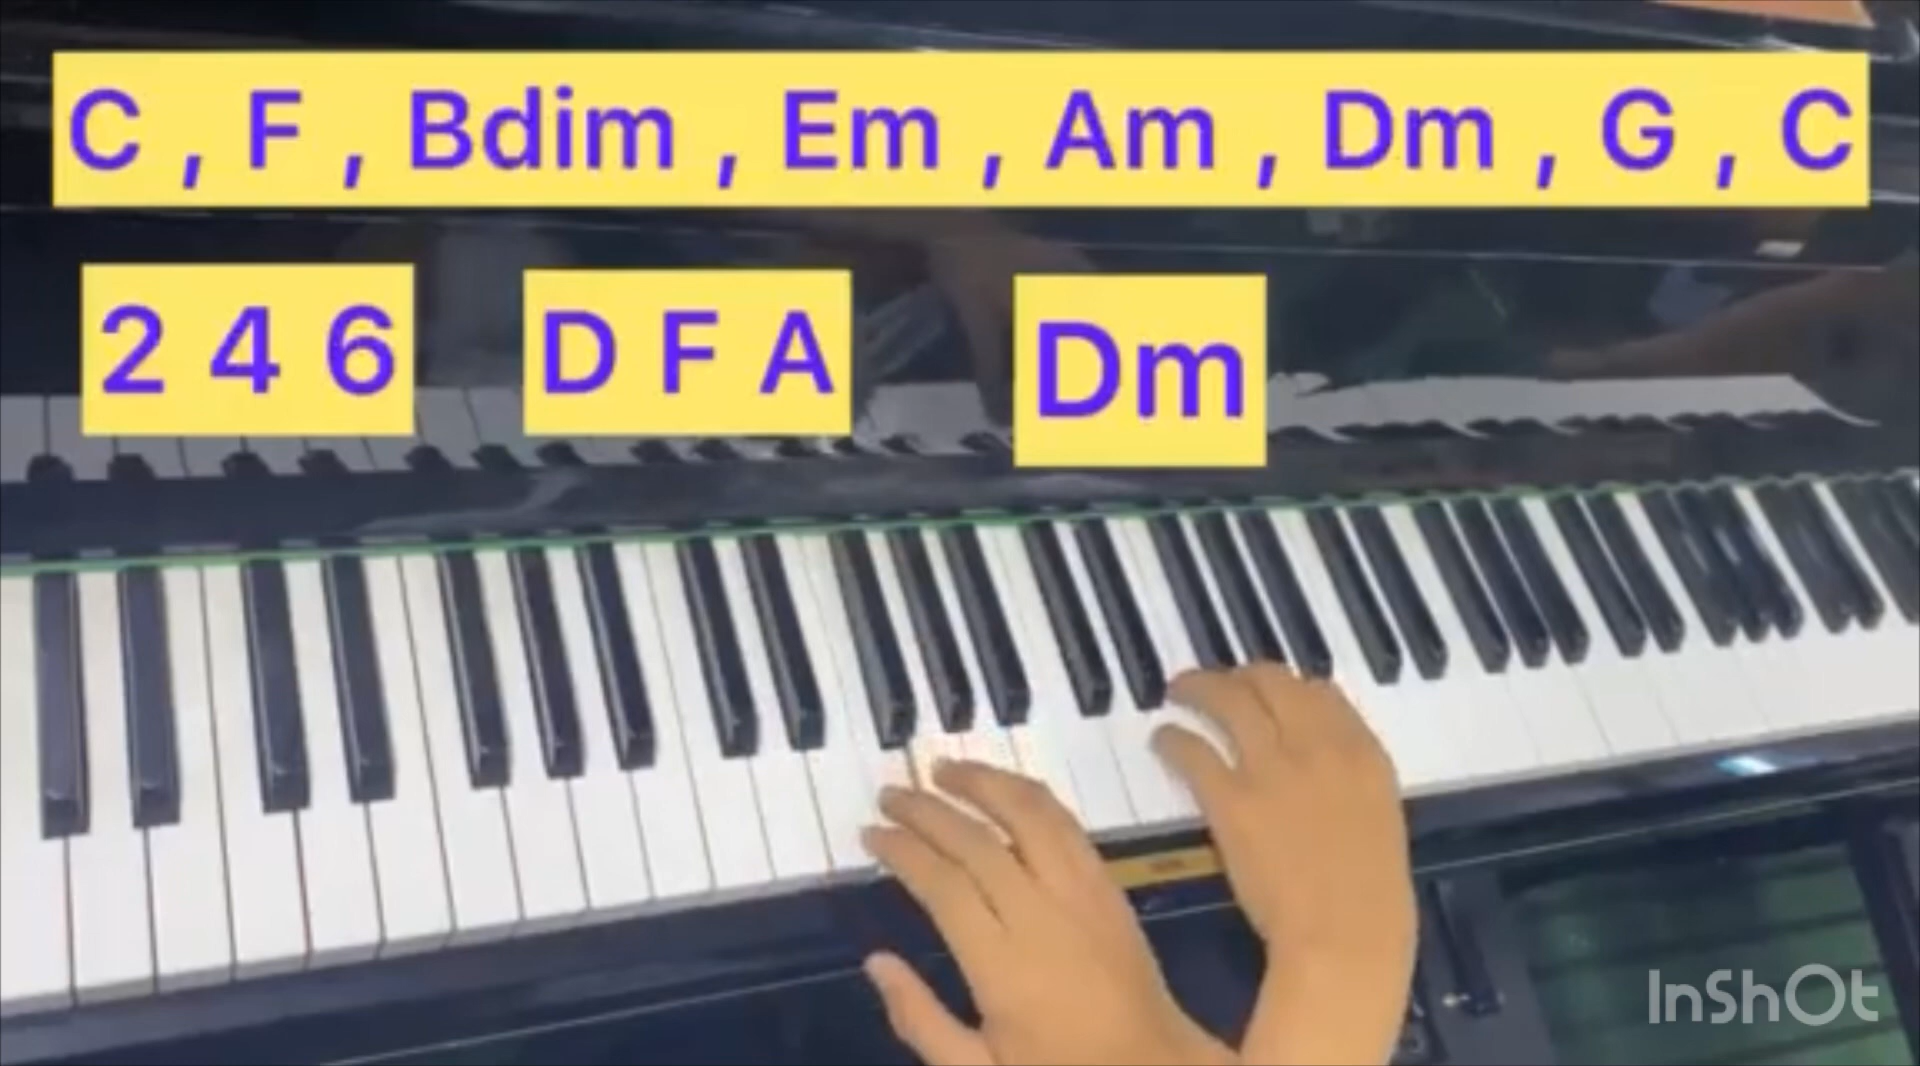 C , F , Bdim , Em , Am , Dm , G , C
2 4 6 D F A Dm
InShOt